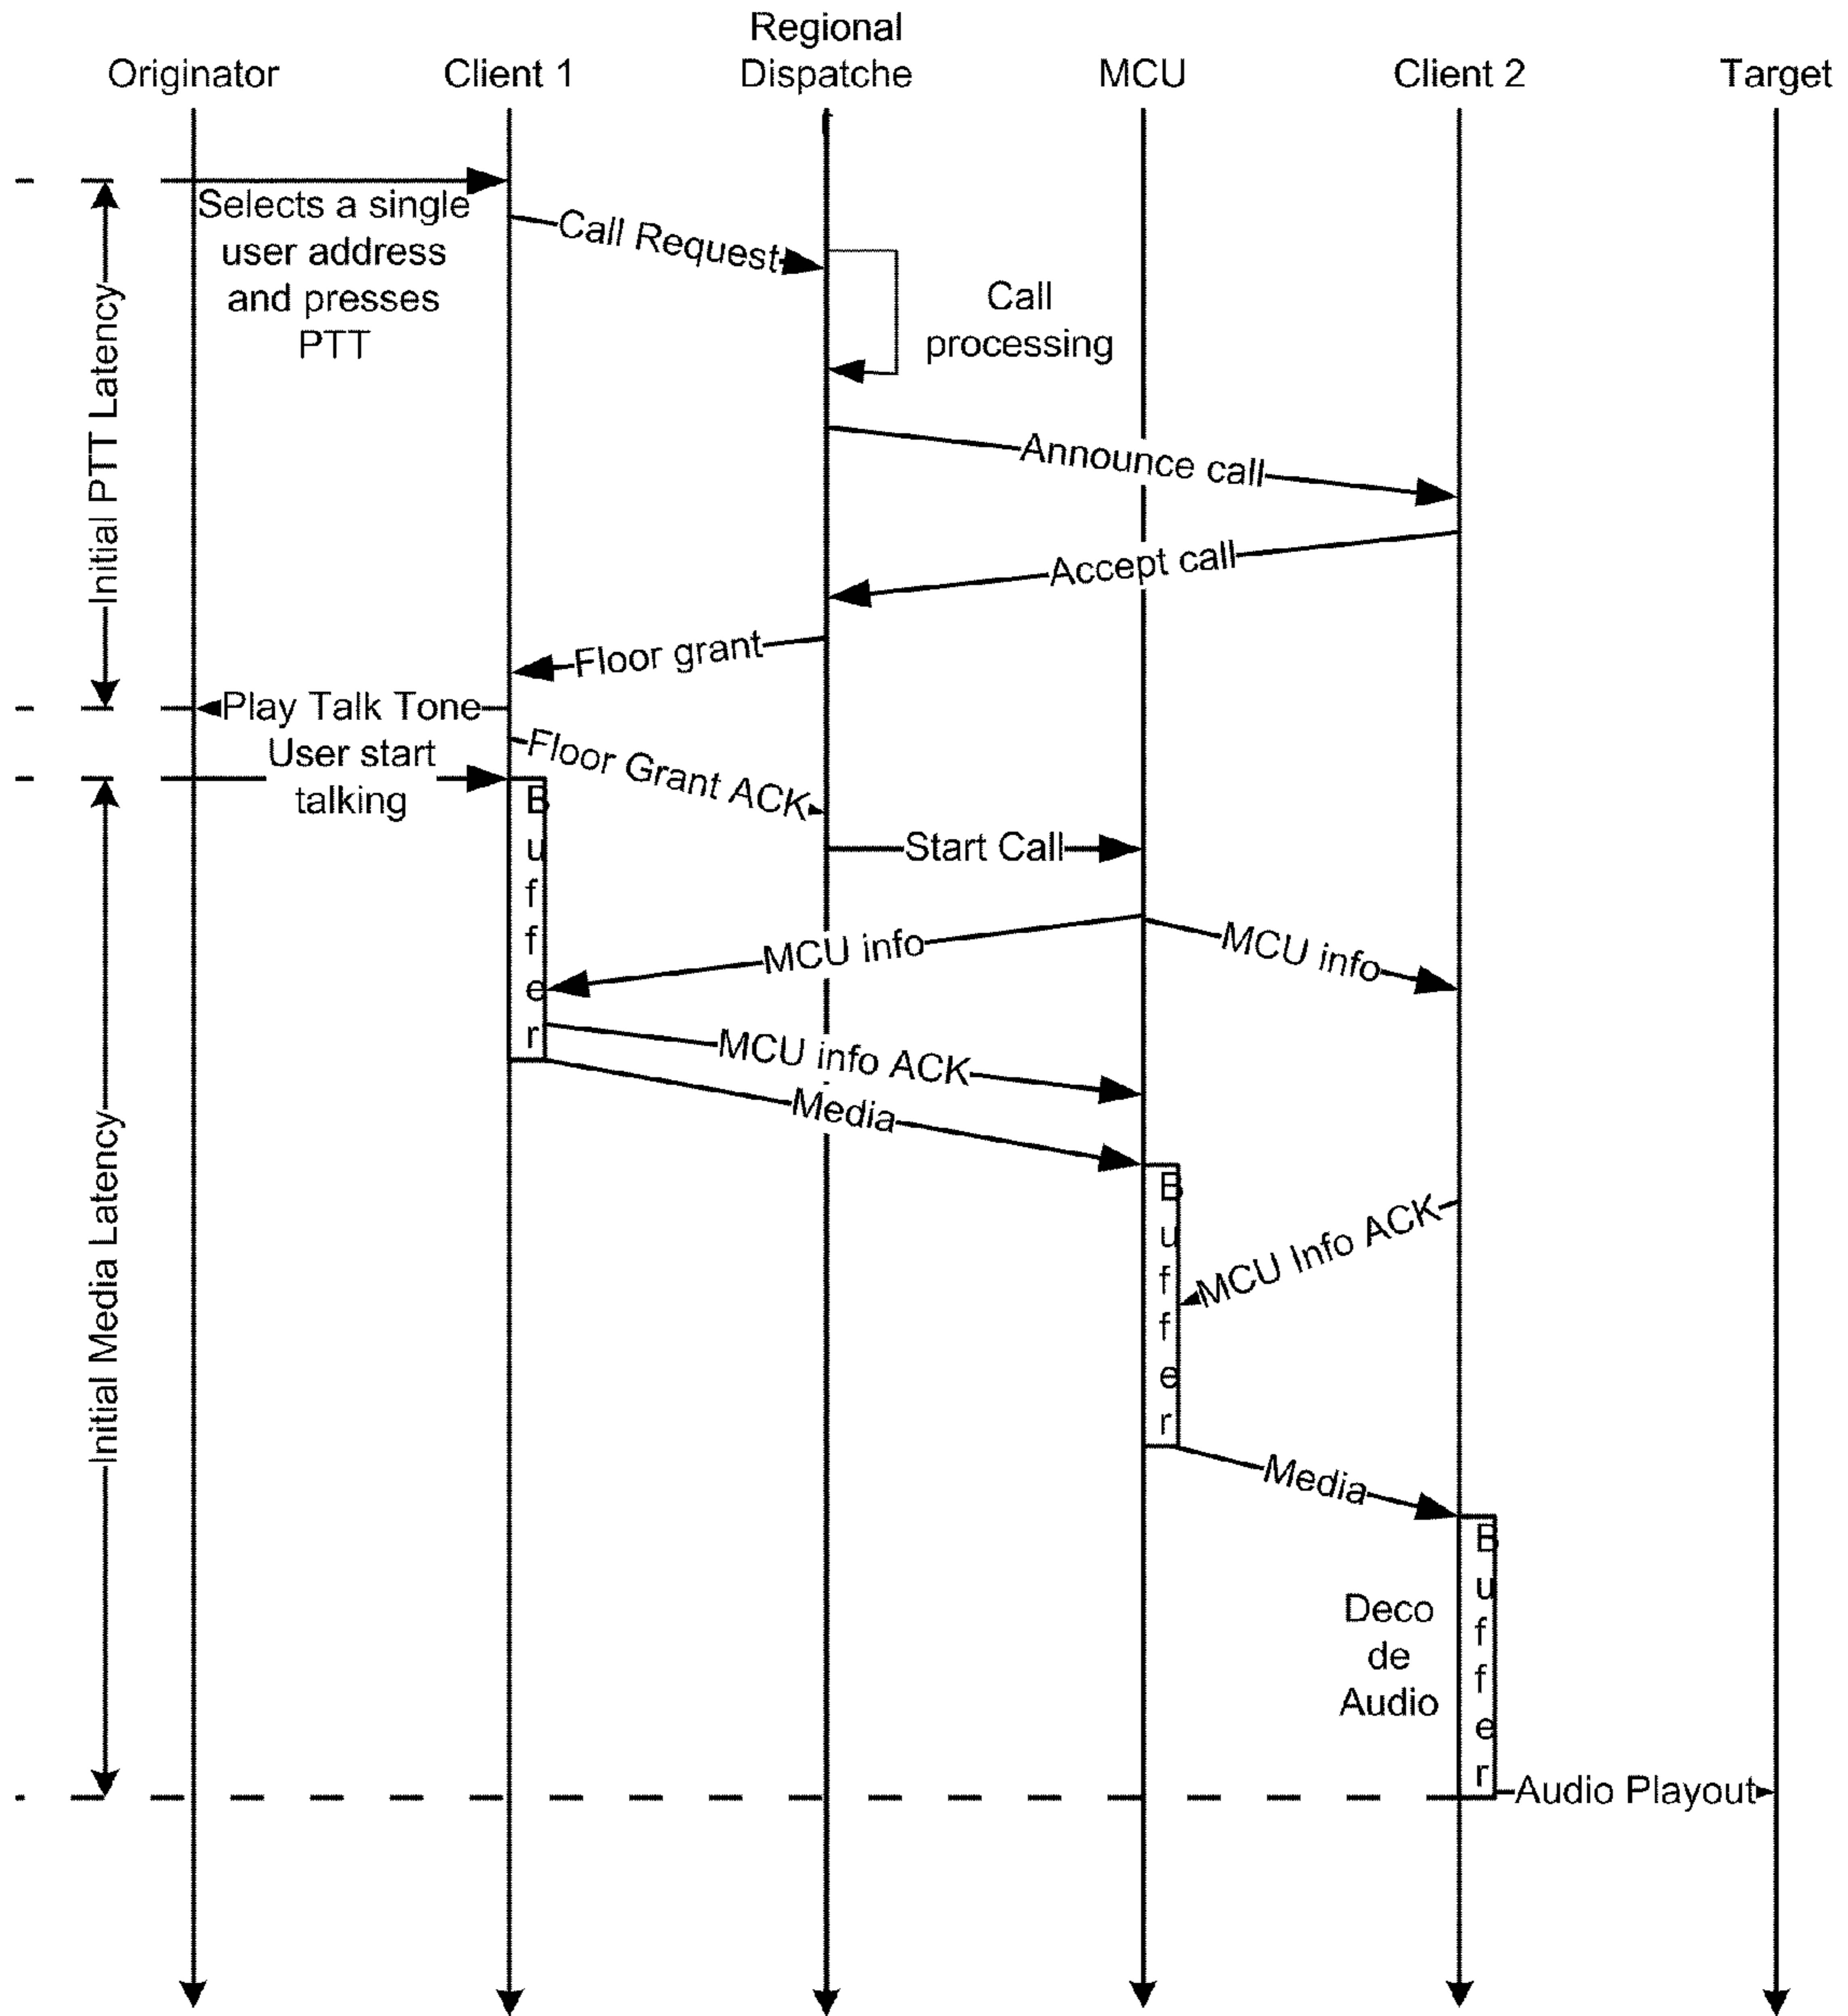 Originator
Client 1
Regional
Dispatche
r
MCU
Client 2
Target
Selects a single
user address
and presses
PTT
Call Request
Call
processing
Initial PTT Latency
Announce call
Accept call
Floor grant
Play Talk Tone
User start
talking
Floor Grant ACK
Buffer
Start Call
MCU info
MCU info
MCU info ACK
Media
Initial Media Latency
Buffer
MCU Info ACK
Media
Buffer
Deco
de
Audio
Audio Playout